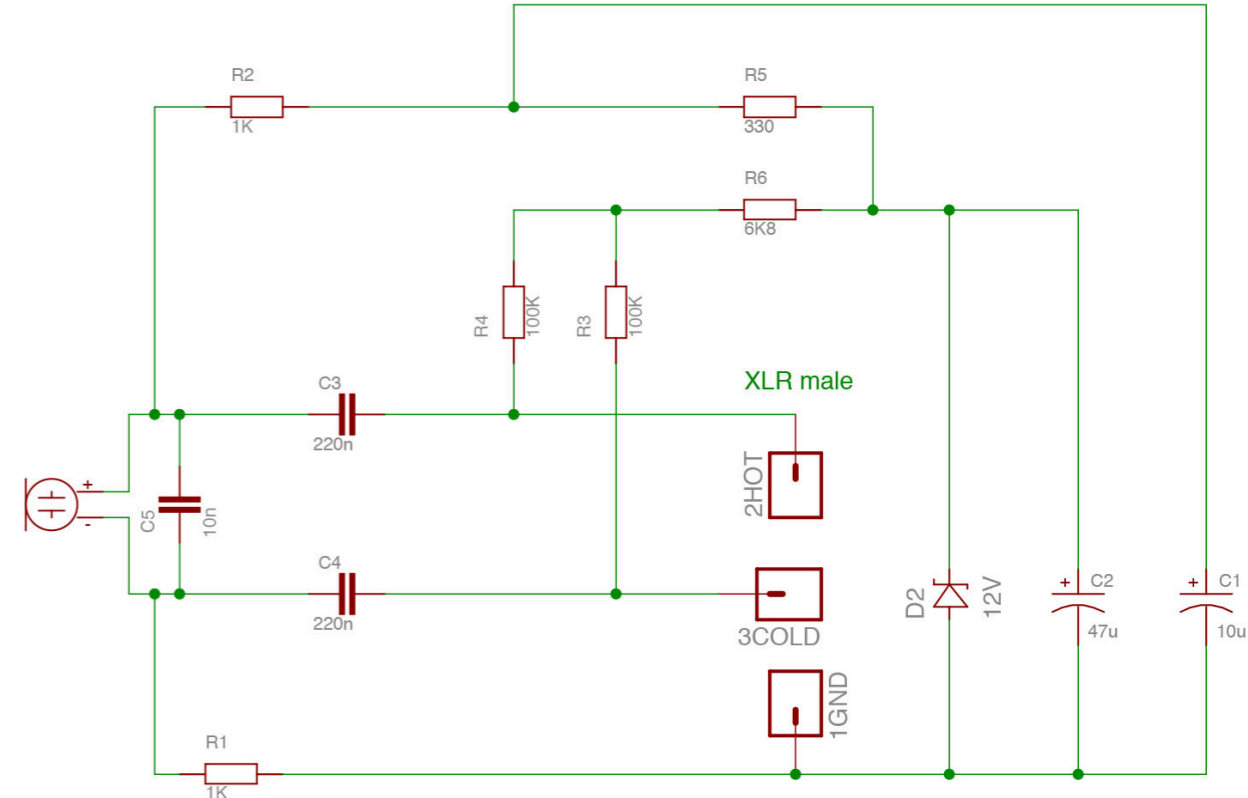 R2
1K
R5
330
R6
6K8
R4
100K
R3
100K
XLR male
C3
220n
2HOT
+
-
C5
10n
C4
220n
3COLD
D2
12V
+
C2
47u
+
C1
10u
1GND
R1
1K